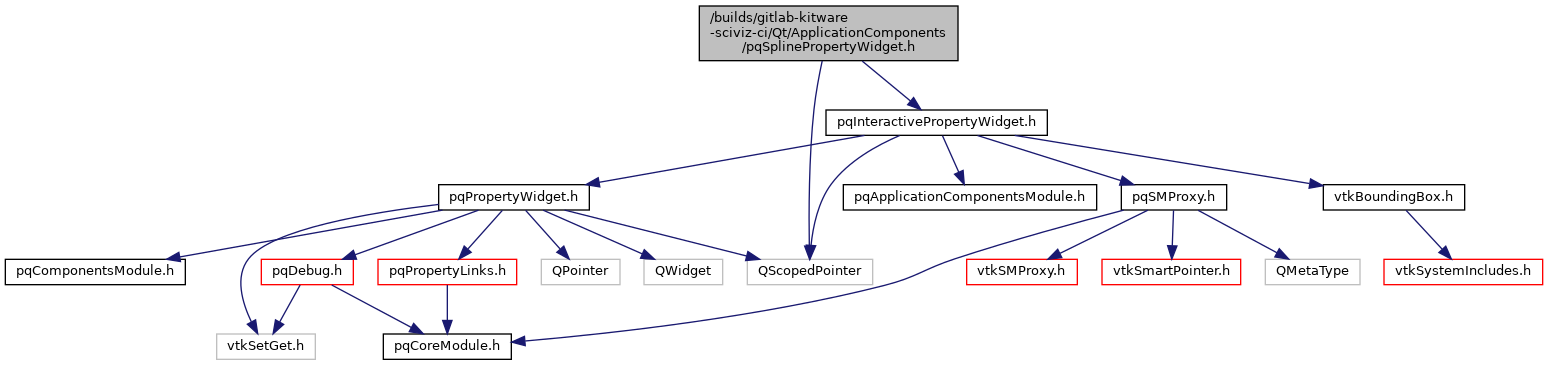 /builds/gitlab-kitware
-sciviz-ci/Qt/ApplicationComponents
/pqSplinePropertyWidget.h
pqInteractivePropertyWidget.h
pqPropertyWidget.h
pqApplicationComponentsModule.h
pqSMProxy.h
vtkBoundingBox.h
pqComponentsModule.h
pqDebug.h
pqPropertyLinks.h
QPointer
QWidget
QScopedPointer
vtkSMProxy.h
vtkSmartPointer.h
QMetaType
vtkSystemIncludes.h
vtkSetGet.h
pqCoreModule.h